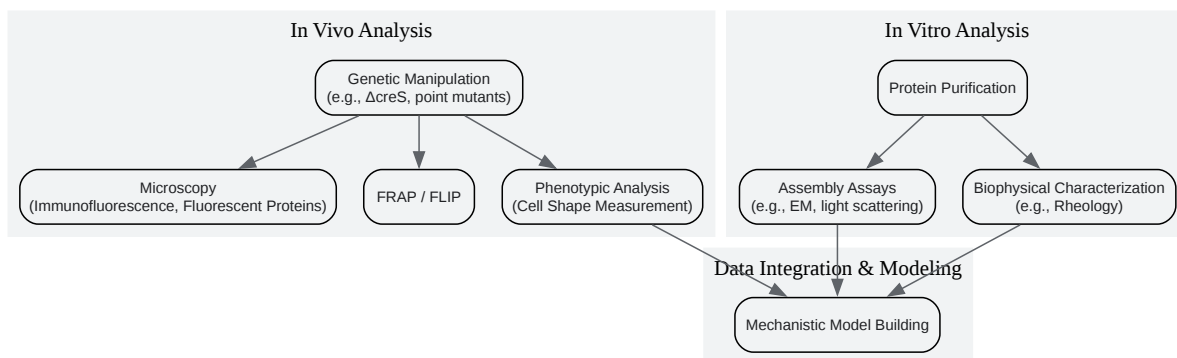 In Vivo Analysis
Genetic Manipulation
(e.g., ΔcreS, point mutants)
Microscopy
(Immunofluorescence, Fluorescent Proteins)
FRAP / FLIP
Phenotypic Analysis
(Cell Shape Measurement)
In Vitro Analysis
Protein Purification
Assembly Assays
(e.g., EM, light scattering)
Biophysical Characterization
(e.g., Rheology)
Data Integration & Modeling
Mechanistic Model Building